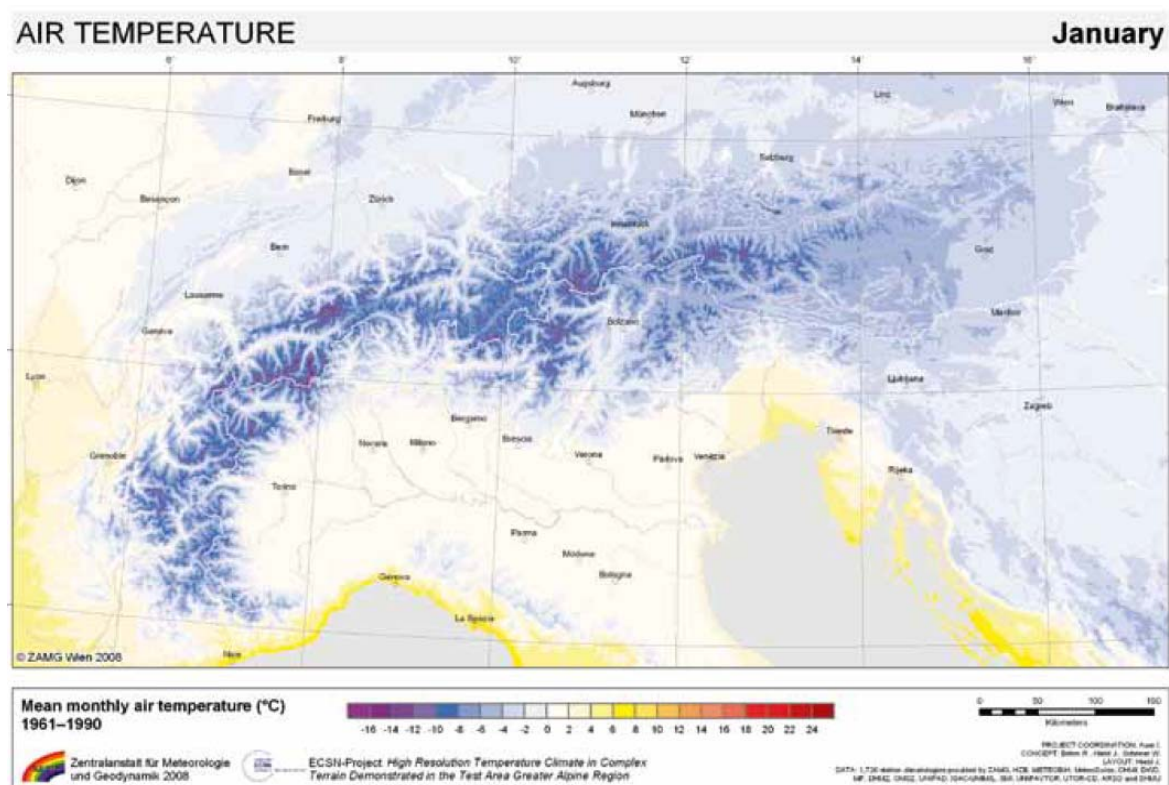 AIR TEMPERATURE
January
6°
8°
10°
12°
14°
16°
Augsburg
Linz
München
Wien
Bratislava
Freiburg
Salzburg
Basel
Dijon
Besançon
Zürich
Innsbruck
Bern
Graz
Lausanne
Maribor
Bolzano
Genève
Lyon
Ljubljana
Zagreb
Bergamo
Trieste
Novara
Milano
Brescia
Verona
Padova
Venézia
Grenoble
Rijeka
Torino
Parma
Modena
Bologna
Genova
La Spezia
Nice
© ZAMG Wien 2008
Mean monthly air temperature (°C)
1961–1990
-16 -14 -12 -10 -8 -6 -4 -2 0 2 4 6 8 10 12 14 16 18 20 22 24
0 50 100 150
Kilometers
Zentralanstalt für Meteorologie
und Geodynamik 2008
ECSN-Project: High Resolution Temperature Climate in Complex
Terrain Demonstrated in the Test Area Greater Alpine Region
PROJECT COORDINATION:
CONCEPT:
LAYOUT: